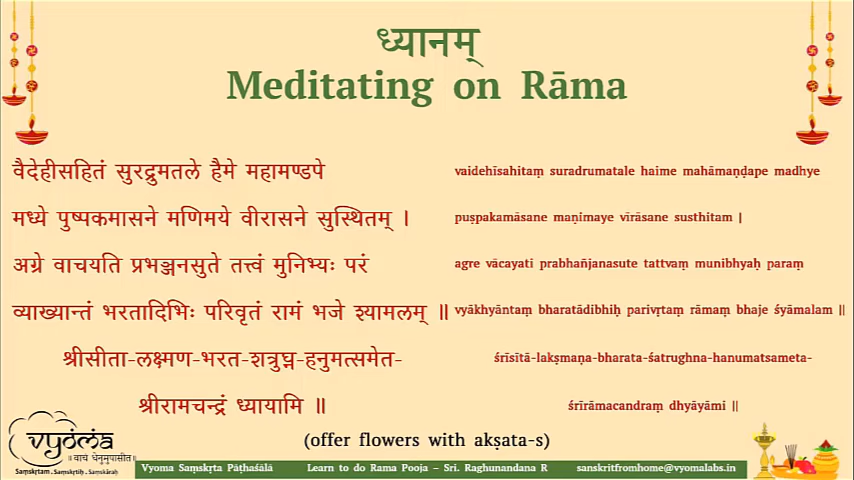 ध्यानम्
Meditating on Rāma
वैदेहीसहितं सुरद्रुमतले हैमे महामण्डपे
मध्ये पुष्पकमासने मणिमये वीरासने सुस्थितम् ।
अग्रे वाचयति प्रभञ्जनसुते तत्त्वं मुनिभ्यः परं
व्याख्यान्तं भरतादिभिः परिवृतं रामं भजे श्यामलम् ॥
श्रीसीता-लक्ष्मण-भरत-शत्रुघ्न-हनुमत्समेत-
श्रीरामचन्द्रं ध्यायामि ॥
vaidehīsahitaṃ suradrumatale haime mahāmaṇḍape madhye
puṣpakamāsane maṇimaye vīrāsane susthitam |
agre vācayati prabhañjanasute tattvaṃ munibhyaḥ paraṃ
vyākhyāntaṃ bharatādibhiḥ parivṛtaṃ rāmaṃ bhaje śyāmalam ||
śrīsītā-lakṣmaṇa-bharata-śatrughna-hanumatsameta-
śrīrāmacandraṃ dhyāyāmi ||
(offer flowers with akṣata-s)
vyoma
॥ वाचं धेनुमुपासीत ॥
Saṃskṛtam . Saṃskṛtiḥ . Saṃskāraḥ
Vyoma Saṃskṛta Pāṭhaśālā Learn to do Rama Pooja – Sri. Raghunandana R sanskritfromhome@vyomalabs.in